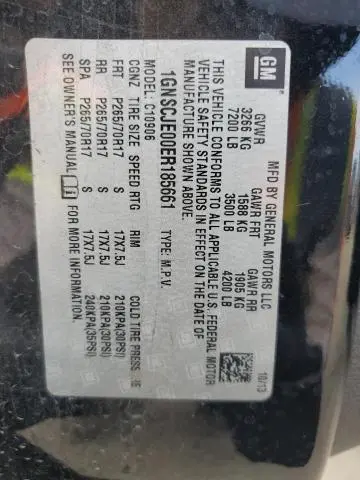 GM
MFD BY GENERAL MOTORS LLC
10/13
GVWR GAWR FRT GAWR RR
3266 KG 1588 KG 1905 KG
7200 LB 3500 LB 4200 LB
THIS VEHICLE CONFORMS TO ALL APPLICABLE U.S. FEDERAL MOTOR
VEHICLE SAFETY STANDARDS IN EFFECT ON THE DATE OF
MANUFACTURE SHOWN ABOVE.
1GNSCJE00ER185661 TYPE: M.P.V.
MODEL: C10906
CGNZ TIRE SIZE SPEED RTG RIM COLD TIRE PRESSURE
FRT P265/70R17 S 17X7.5J 210KPA(30PSI)
RR P265/70R17 S 17X7.5J 210KPA(30PSI)
SPA P265/70R17 S 17X7.5J 240KPA(35PSI)
SEE OWNER'S MANUAL FOR MORE INFORMATION.